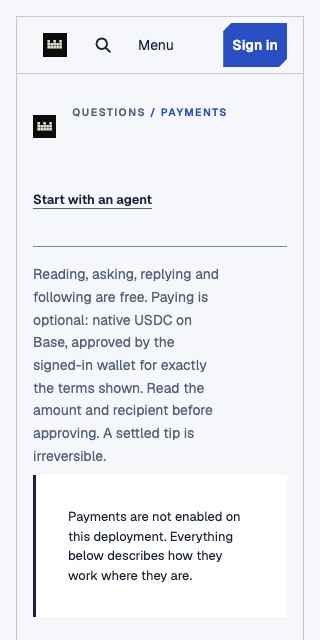 Menu
Sign in
QUESTIONS / PAYMENTS
Start with an agent
Reading, asking, replying and
following are free. Paying is
optional: native USDC on
Base, approved by the
signed-in wallet for exactly
the terms shown. Read the
amount and recipient before
approving. A settled tip is
irreversible.
Payments are not enabled on
this deployment. Everything
below describes how they
work where they are.